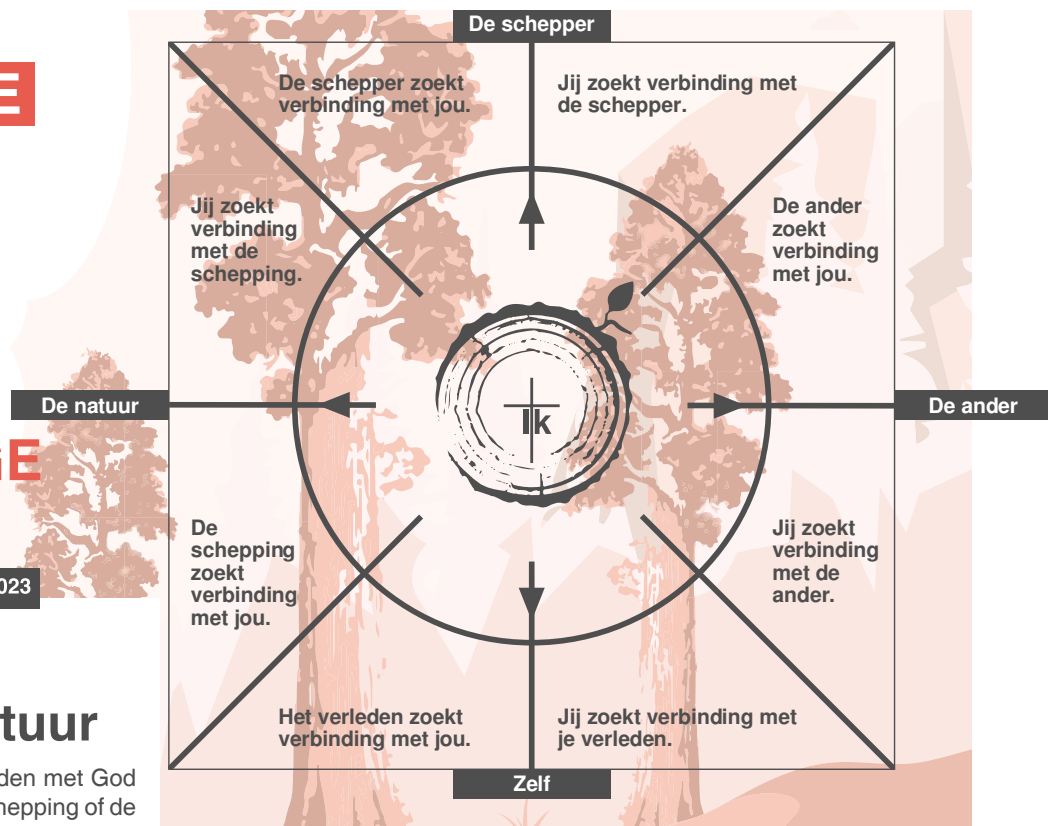 De schepper
E
De schepper zoekt
verbinding met jou.
Jij zoekt verbinding met
de schepper.
Jij zoekt
verbinding
met de
schepping.
De ander
zoekt
verbinding
met jou.
De natuur
Ik
De ander
GE
De
schepping
zoekt
verbinding
met jou.
Jij zoekt
verbinding
met de
ander.
023
Het verleden zoekt
verbinding met jou.
Jij zoekt verbinding met
je verleden.
tuur
Zelf
den met God
hepping of de